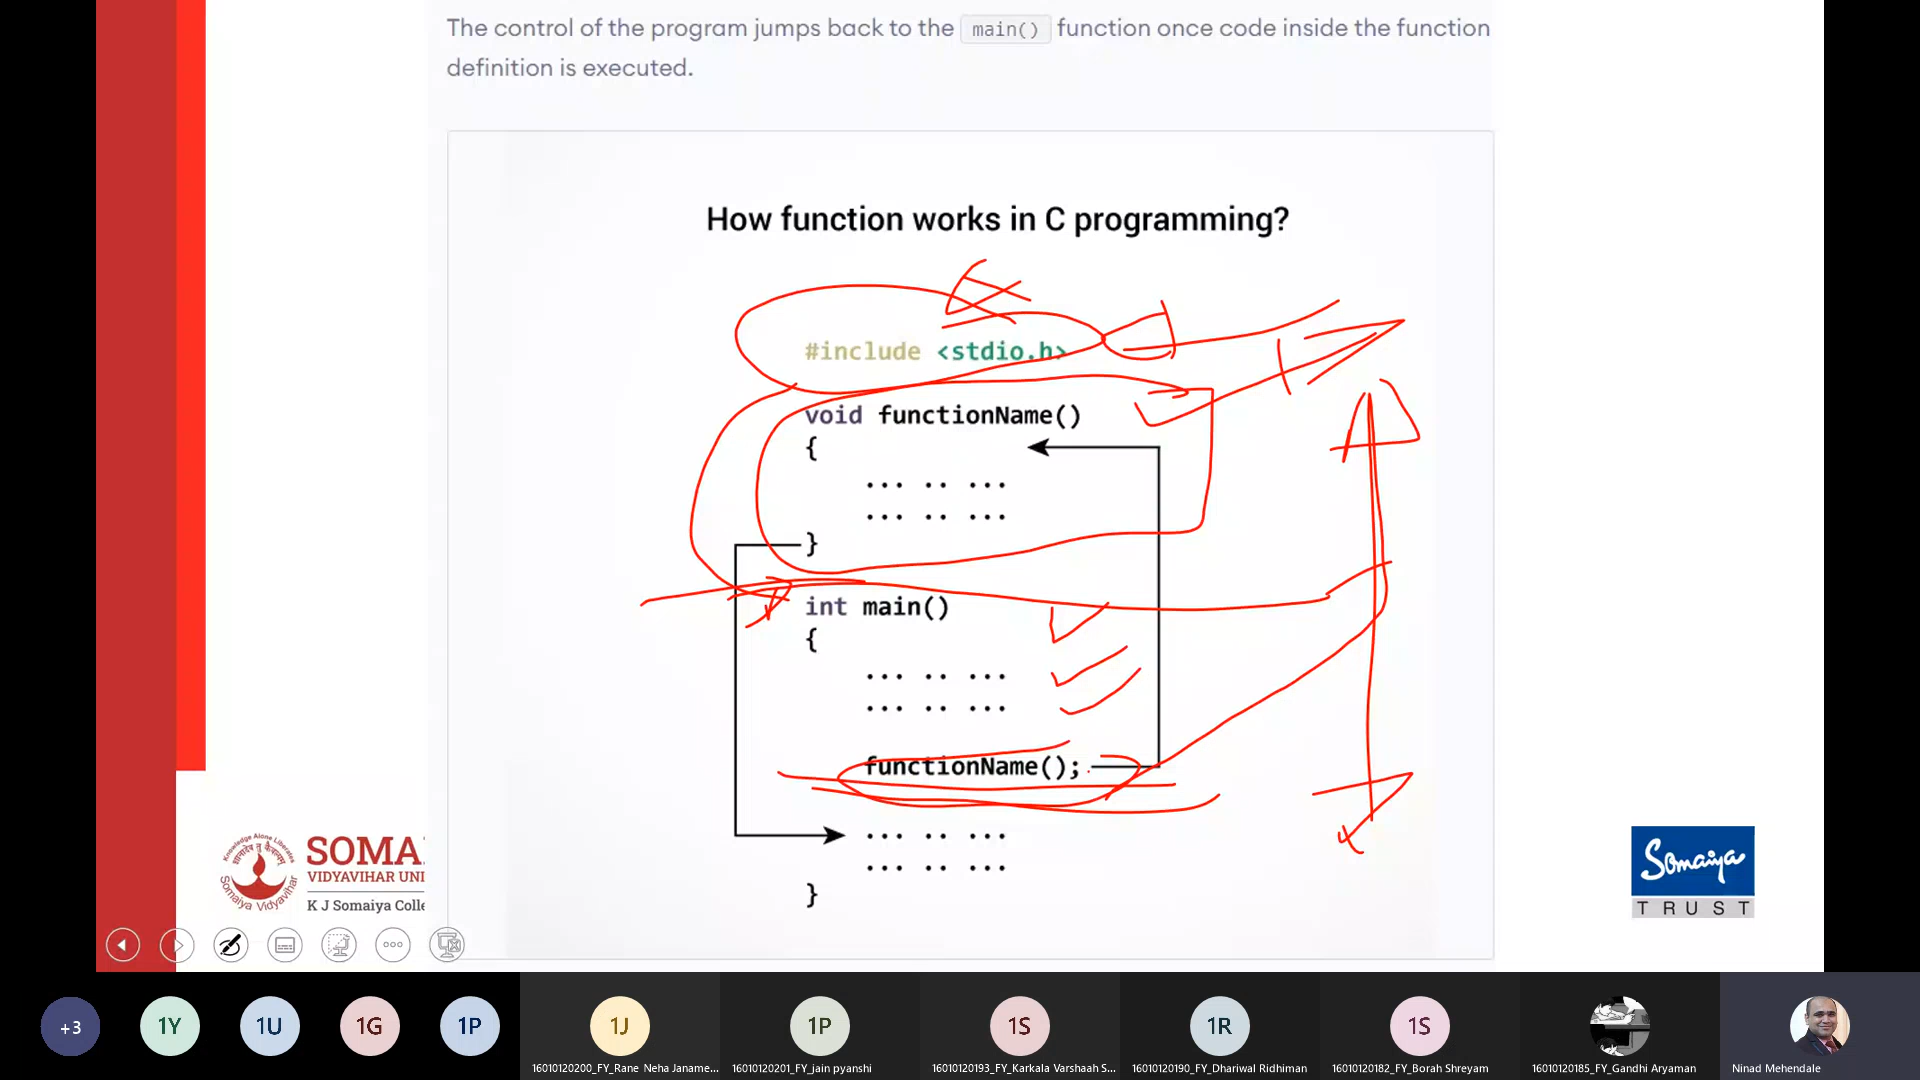 The control of the program jumps back to the main() function once code inside the function
definition is executed.
How function works in C programming?
#include <stdio.h>
void functionName()
{
... .. ...
... .. ...
}
int main()
{
... .. ...
... .. ...
functionName();
... .. ...
... .. ...
}
SOMA
VIDYAVIHAR UNI
K J Somaiya Colle
Somaiya Vidyavihar
Somaiya
TRUST
+3
1Y
1U
1G
1P
1J
1P
1S
1R
1S
16010120200_FY_Rane Neha Janame...
16010120201_FY_jain pyanshi
16010120193_FY_Karkala Varshaah S...
16010120190_FY_Dhariwal Ridhiman
16010120182_FY_Borah Shreyam
16010120185_FY_Gandhi Aryaman
Ninad Mehendale